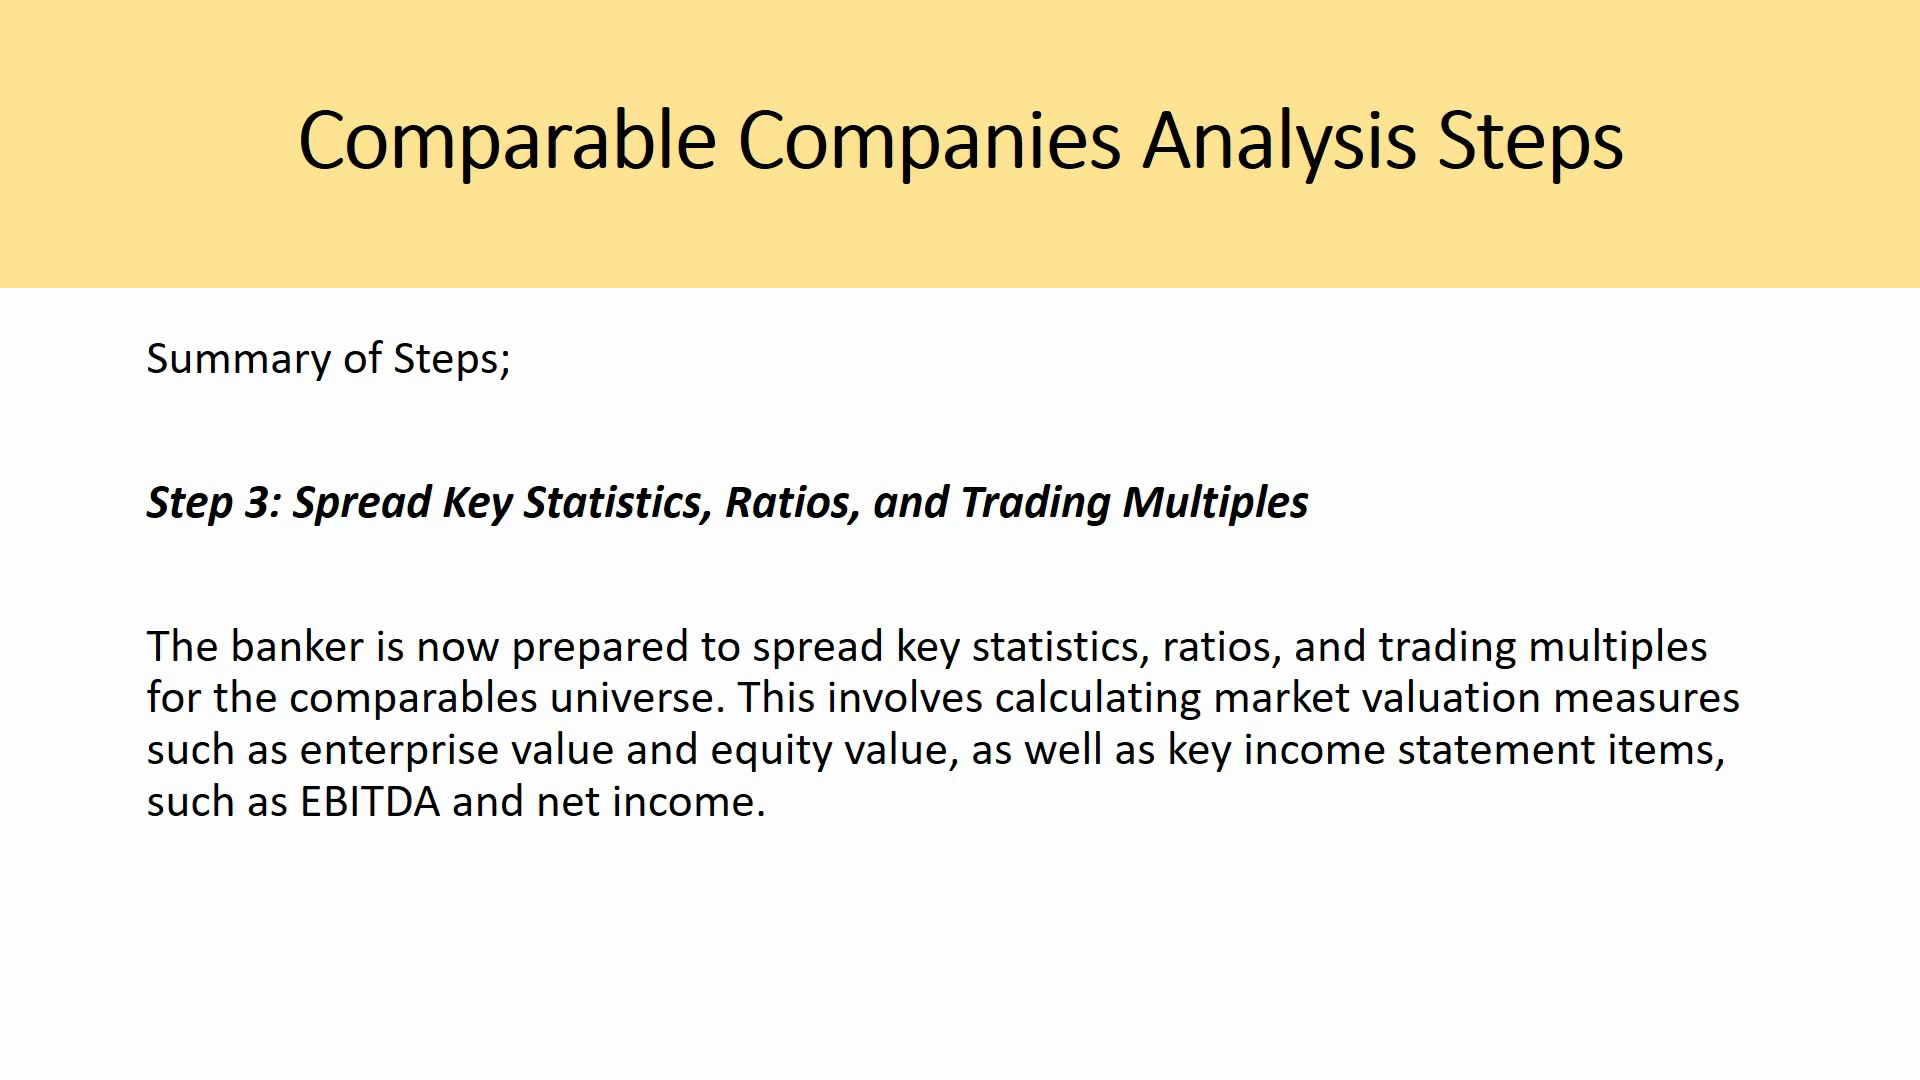 Comparable Companies Analysis Steps
Summary of Steps;
Step 3: Spread Key Statistics, Ratios, and Trading Multiples
The banker is now prepared to spread key statistics, ratios, and trading multiples
for the comparables universe. This involves calculating market valuation measures
such as enterprise value and equity value, as well as key income statement items,
such as EBITDA and net income.